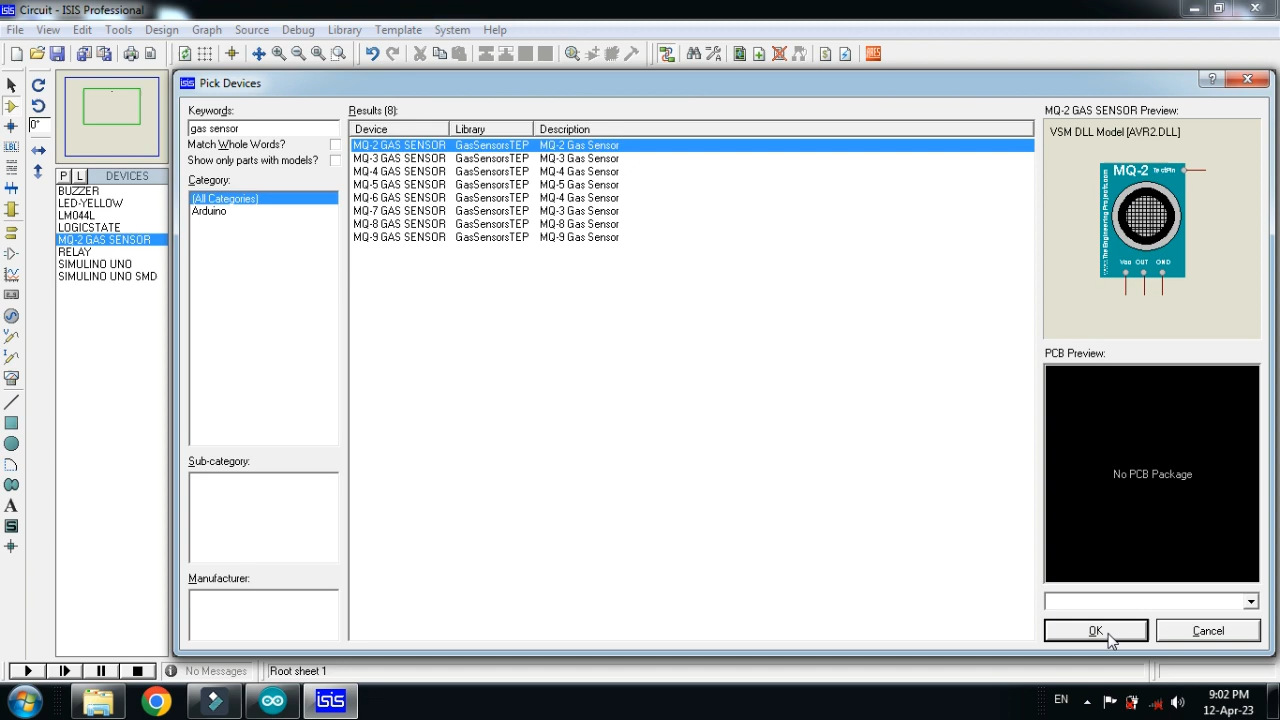 Circuit - ISIS Professional
File View Edit Tools Design Graph Source Debug Library Template System Help
Pick Devices
Keywords:
gas sensor
Match Whole Words?
Show only parts with models?
Category:
(All Categories)
Arduino
Sub-category:
Manufacturer:
Results (8):
Device Library Description
MQ-2 GAS SENSOR GasSensorsTEP MQ-2 Gas Sensor
MQ-3 GAS SENSOR GasSensorsTEP MQ-3 Gas Sensor
MQ-4 GAS SENSOR GasSensorsTEP MQ-4 Gas Sensor
MQ-5 GAS SENSOR GasSensorsTEP MQ-5 Gas Sensor
MQ-6 GAS SENSOR GasSensorsTEP MQ-4 Gas Sensor
MQ-7 GAS SENSOR GasSensorsTEP MQ-3 Gas Sensor
MQ-8 GAS SENSOR GasSensorsTEP MQ-8 Gas Sensor
MQ-9 GAS SENSOR GasSensorsTEP MQ-9 Gas Sensor
MQ-2 GAS SENSOR Preview:
VSM DLL Model [AVR2.DLL]
MQ-2 TestPin
www.TheEngineeringProjects.com
OUT GND
PCB Preview:
No PCB Package
OK Cancel
0°
LBL
P L DEVICES
BUZZER
LED-YELLOW
LM044L
LOGICSTATE
MQ-2 GAS SENSOR
RELAY
SIMULINO UNO
SIMULINO UNO SMD
A
S
ARES
No Messages Root sheet 1
isis
EN
9:02 PM
12-Apr-23